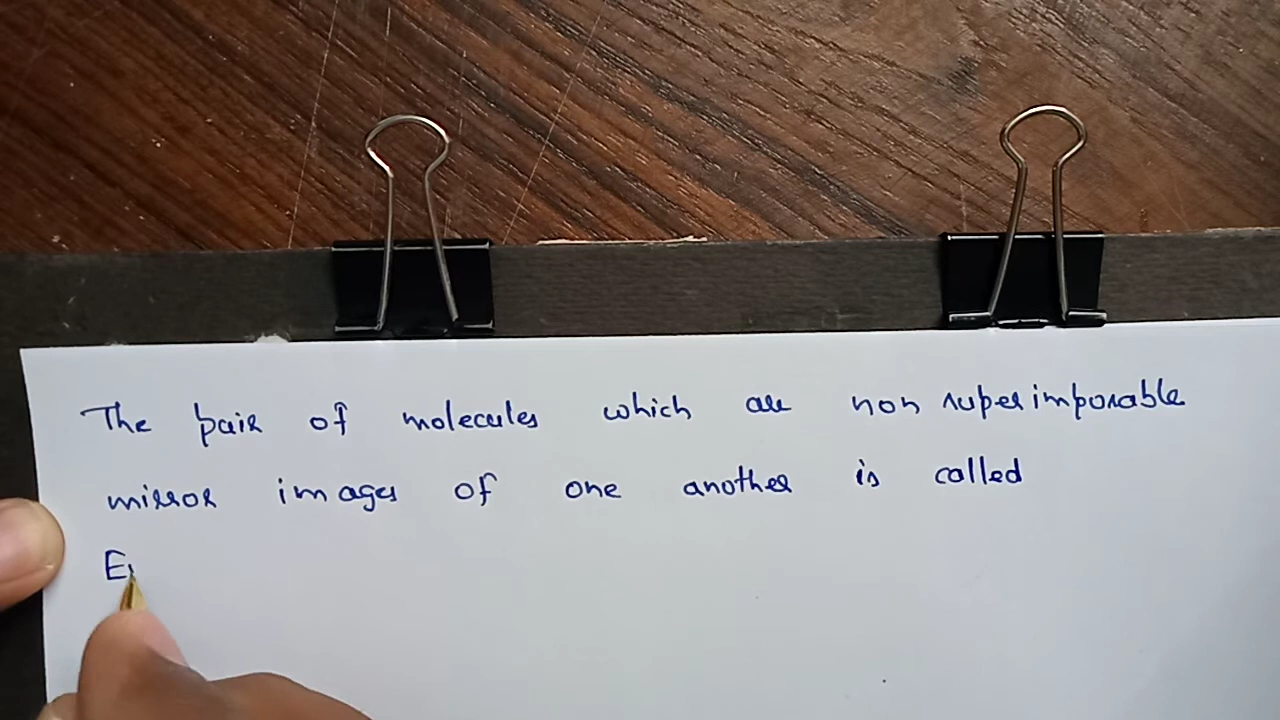 The pair of molecules which are non superimposable
mirror images of one another is called
E